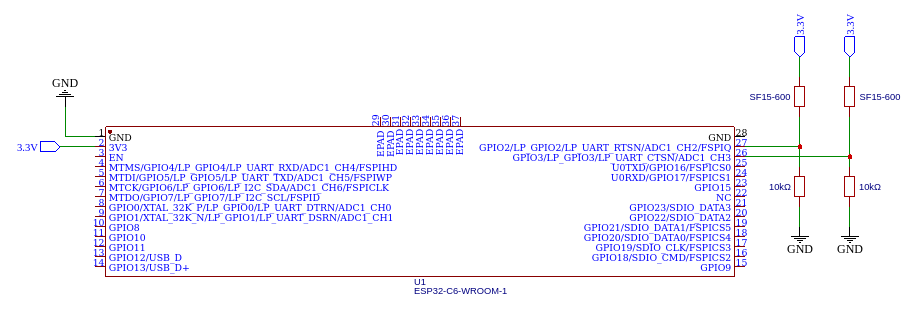 3.3V
3.3V
GND
SF15-600
SF15-600
29
30
31
32
33
34
35
36
37
EPAD
EPAD
EPAD
EPAD
EPAD
EPAD
EPAD
EPAD
EPAD
1 GND
GND 28
3.3V
2 3V3
GPIO2/LP_GPIO2/LP_UART_RTSN/ADC1_CH2/FSPIQ 27
3 EN
GPIO3/LP_GPIO3/LP_UART_CTSN/ADC1_CH3 26
4 MTMS/GPIO4/LP_GPIO4/LP_UART_RXD/ADC1_CH4/FSPIHD
U0TXD/GPIO16/FSPICS0 25
5 MTDI/GPIO5/LP_GPIO5/LP_UART_TXD/ADC1_CH5/FSPIWP
U0RXD/GPIO17/FSPICS1 24
6 MTCK/GPIO6/LP_GPIO6/LP_I2C_SDA/ADC1_CH6/FSPICLK
GPIO15 23
10kΩ
10kΩ
7 MTDO/GPIO7/LP_GPIO7/LP_I2C_SCL/FSPID
NC 22
8 GPIO0/XTAL_32K_P/LP_GPIO0/LP_UART_DTRN/ADC1_CH0
GPIO23/SDIO_DATA3 21
9 GPIO1/XTAL_32K_N/LP_GPIO1/LP_UART_DSRN/ADC1_CH1
GPIO22/SDIO_DATA2 20
10 GPIO8
GPIO21/SDIO_DATA1/FSPICS5 19
11 GPIO10
GPIO20/SDIO_DATA0/FSPICS4 18
12 GPIO11
GPIO19/SDIO_CLK/FSPICS3 17
13 GPIO12/USB_D
GPIO18/SDIO_CMD/FSPICS2 16
14 GPIO13/USB_D+
GPIO9 15
GND
GND
U1
ESP32-C6-WROOM-1